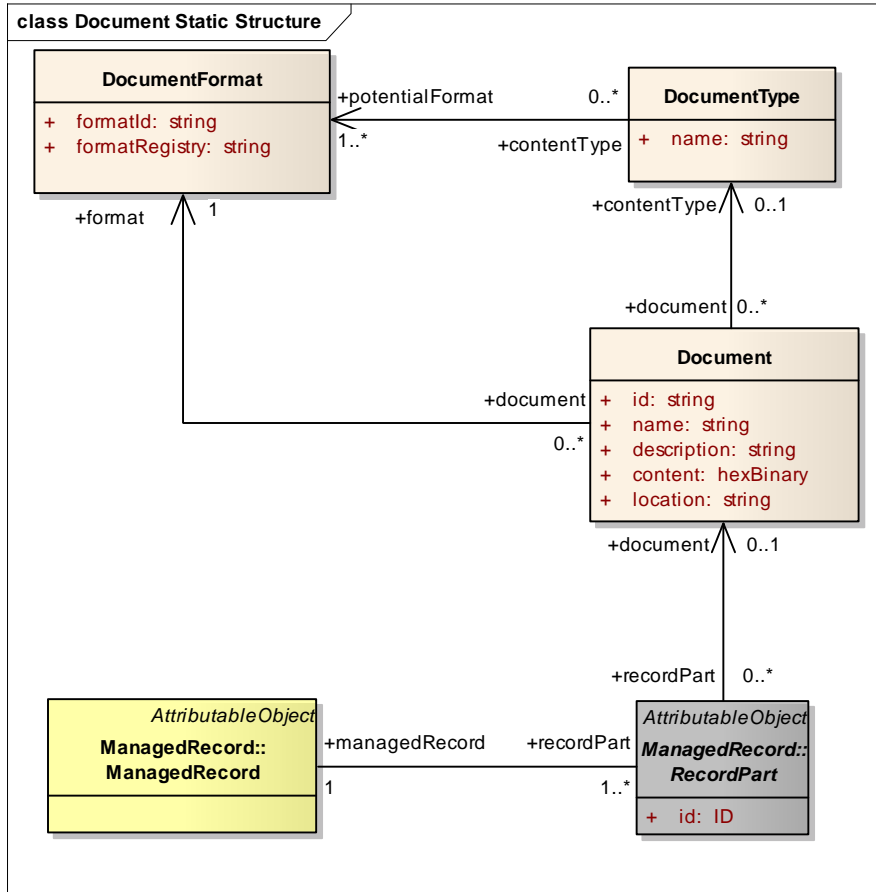 class Document Static Structure
DocumentFormat
+ formatId: string
+ formatRegistry: string
+potentialFormat
1..*
0..*
+contentType
DocumentType
+ name: string
+format
1
+contentType
0..1
+document
0..*
Document
+ id: string
+ name: string
+ description: string
+ content: hexBinary
+ location: string
+document
0..*
+document
0..1
+recordPart
0..*
AttributableObject
ManagedRecord::
ManagedRecord
+managedRecord
1
+recordPart
1..*
AttributableObject
ManagedRecord::
RecordPart
+ id: ID